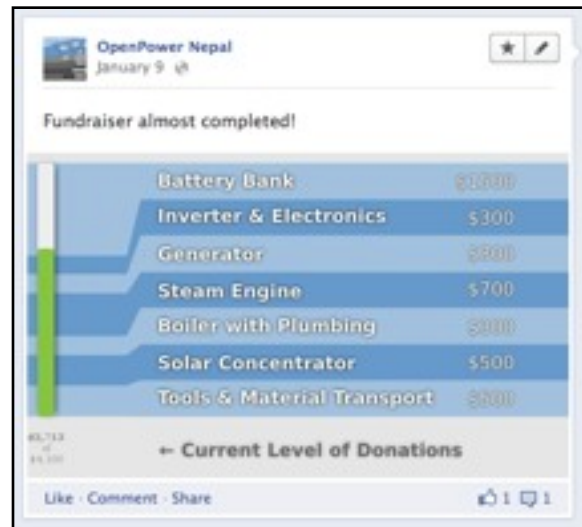 OpenPower Nepal
January 9
Fundraiser almost completed!
Battery Bank
Inverter & Electronics $300
Generator
Steam Engine $700
Boiler with Plumbing
Solar Concentrator $500
Tools & Material Transport
← Current Level of Donations
Like · Comment · Share 1 1